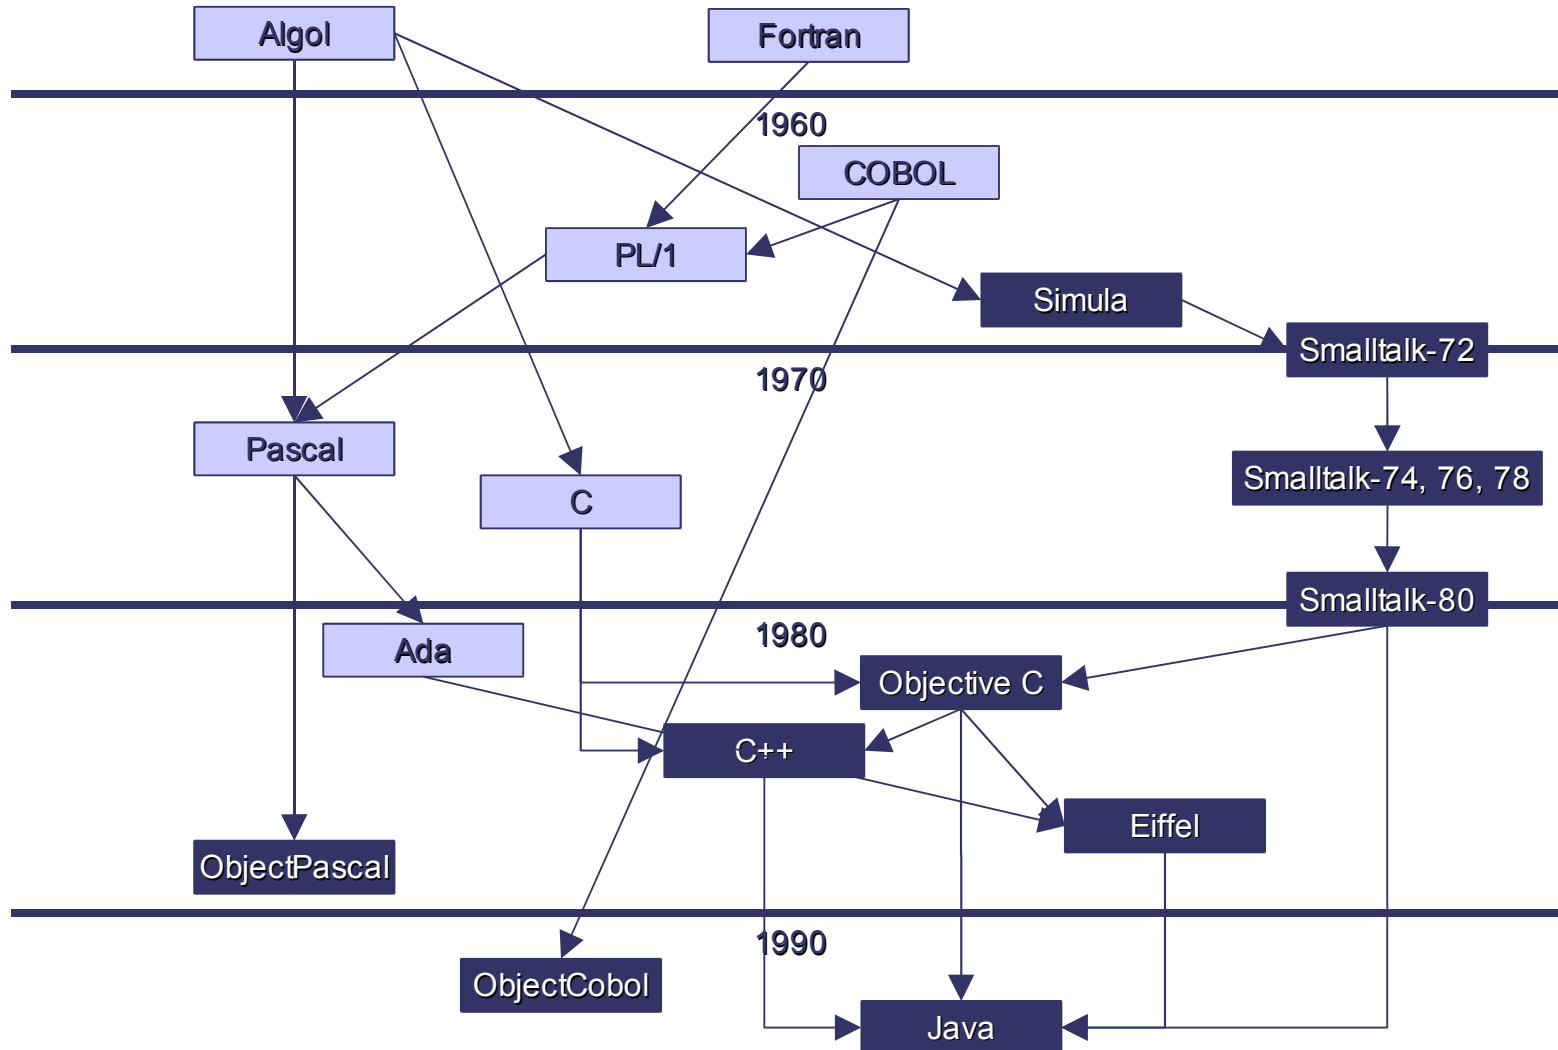 Algol
Fortran
1960
COBOL
PL/1
Simula
Smalltalk-72
1970
Pascal
Smalltalk-74, 76, 78
C
Smalltalk-80
1980
Ada
Objective C
C++
Eiffel
ObjectPascal
1990
ObjectCobol
Java